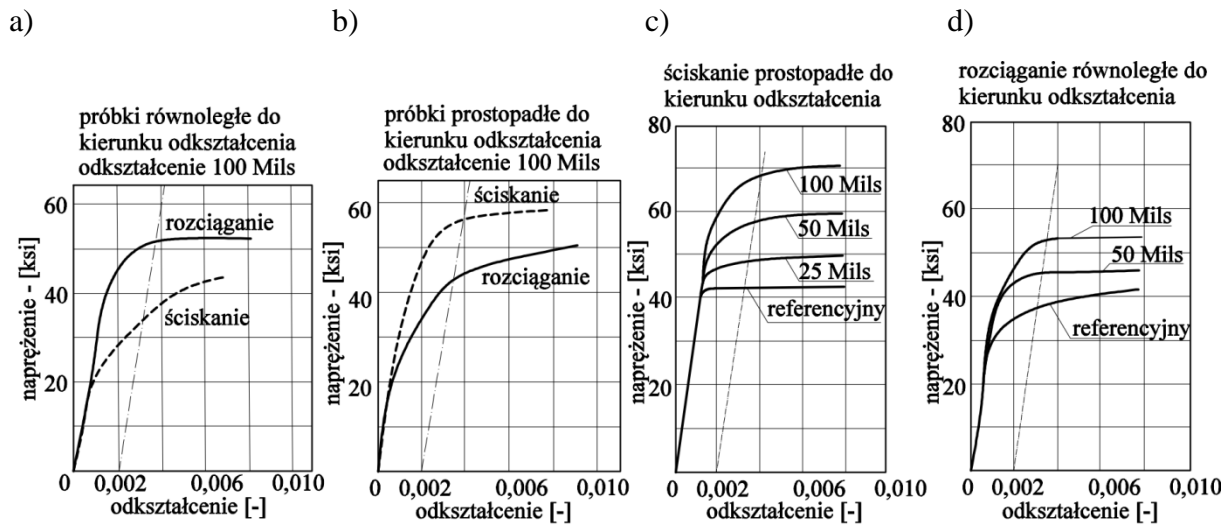 a)
próbki równoległe do
kierunku odkształcenia
odkształcenie 100 Mils
60
40
20
0
naprężenie - [ksi]
rozciąganie
ściskanie
0,002
0,006
0,010
odkształcenie [-]
b)
próbki prostopadłe do
kierunku odkształcenia
odkształcenie 100 Mils
60
40
20
0
naprężenie - [ksi]
ściskanie
rozciąganie
0,002
0,006
0,010
odkształcenie [-]
c)
ściskanie prostopadłe do
kierunku odkształcenia
80
60
40
20
0
naprężenie - [ksi]
100 Mils
50 Mils
25 Mils
referencyjny
0,002
0,006
0,010
odkształcenie [-]
d)
rozciąganie równoległe do
kierunku odkształcenia
80
60
40
20
0
naprężenie - [ksi]
100 Mils
50 Mils
referencyjny
0,002
0,006
0,010
odkształcenie [-]